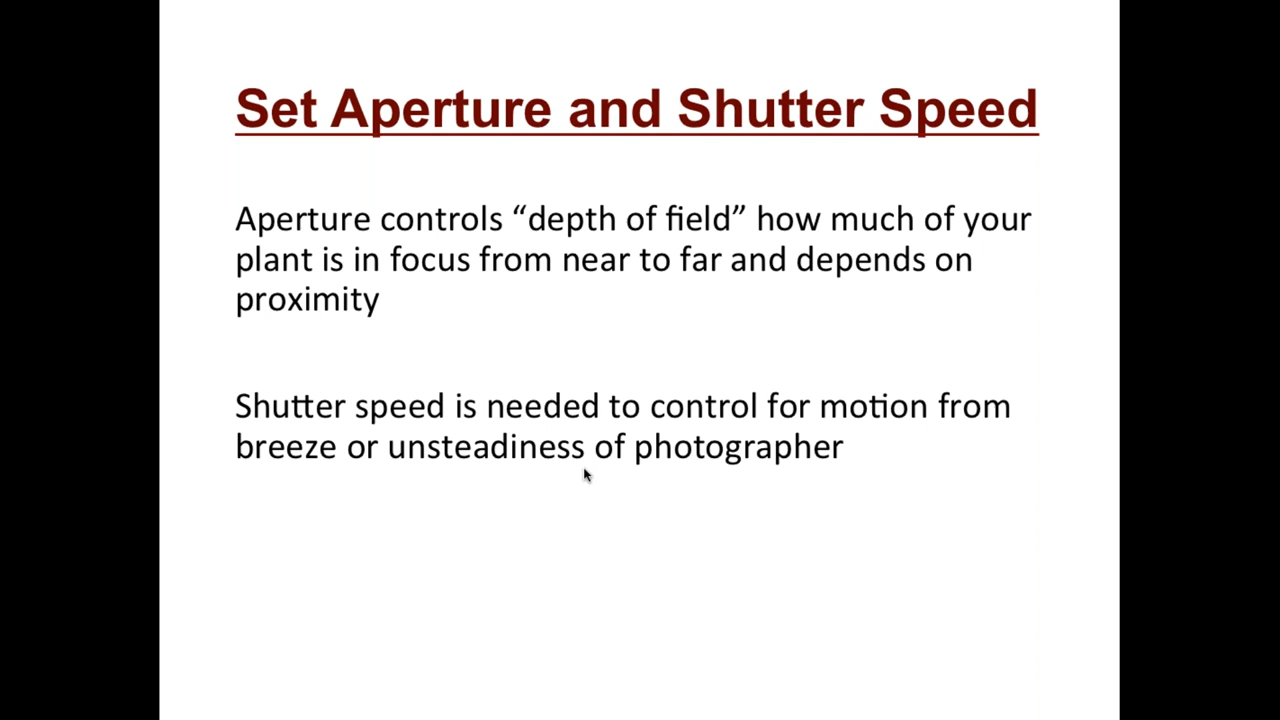 Set Aperture and Shutter Speed
Aperture controls “depth of field” how much of your
plant is in focus from near to far and depends on
proximity
Shutter speed is needed to control for motion from
breeze or unsteadiness of photographer